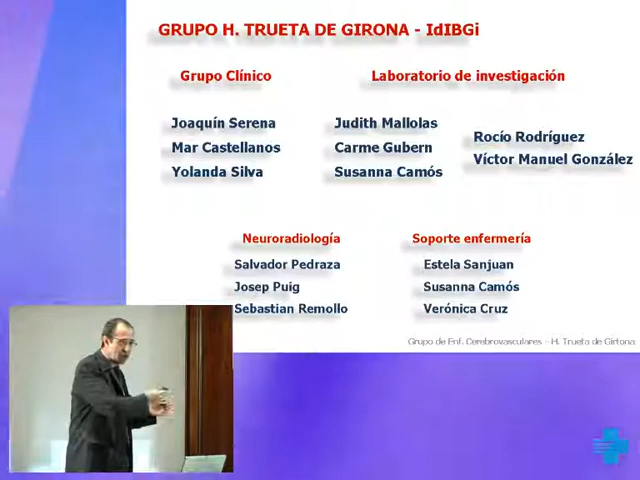 GRUPO H. TRUETA DE GIRONA - IdIBGi
Grupo Clínico
Joaquín Serena
Mar Castellanos
Yolanda Silva
Laboratorio de investigación
Judith Mallolas
Carme Gubern
Susanna Camós
Rocío Rodríguez
Víctor Manuel González
Neuroradiología
Salvador Pedraza
Josep Puig
Sebastian Remollo
Soporte enfermería
Estela Sanjuan
Susanna Camós
Verónica Cruz
Grupo de Enf. Cerebrovasculares - H. Trueta de Girtona